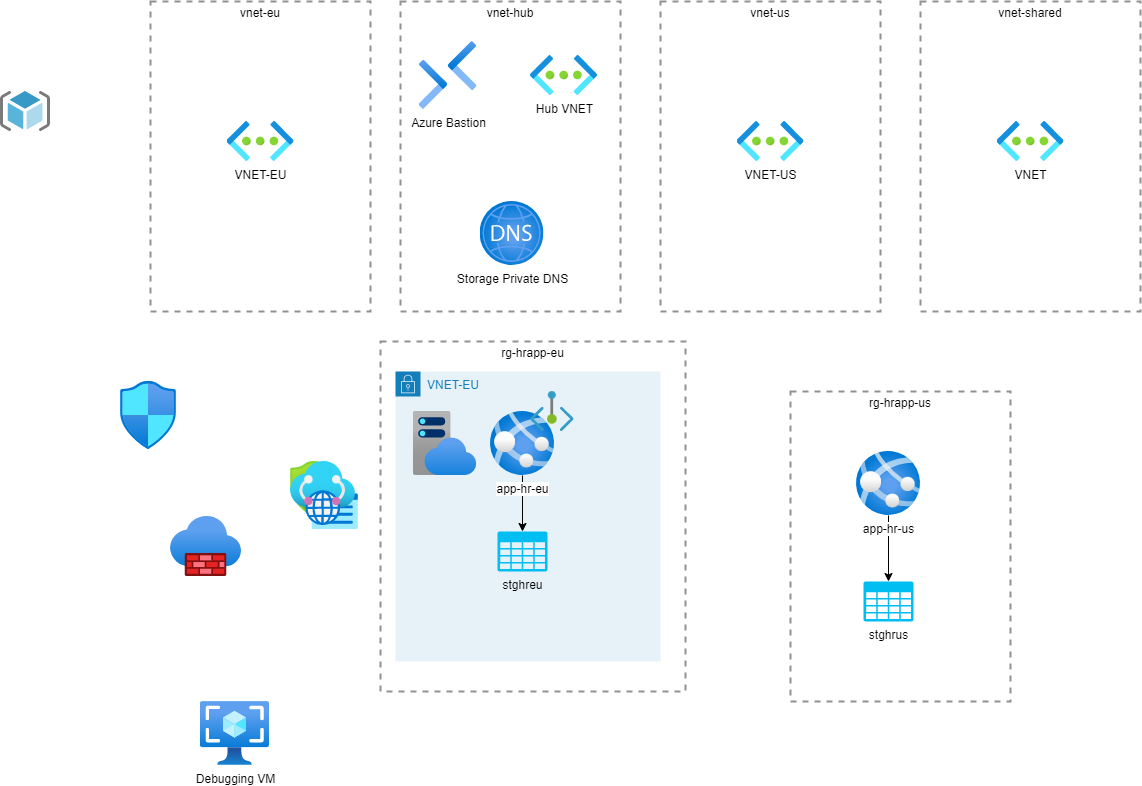 vnet-eu
vnet-hub
vnet-us
vnet-shared
Azure Bastion
Hub VNET
VNET-EU
VNET-US
VNET
DNS
Storage Private DNS
rg-hrapp-eu
VNET-EU
app-hr-eu
stghreu
rg-hrapp-us
app-hr-us
stghrus
Debugging VM